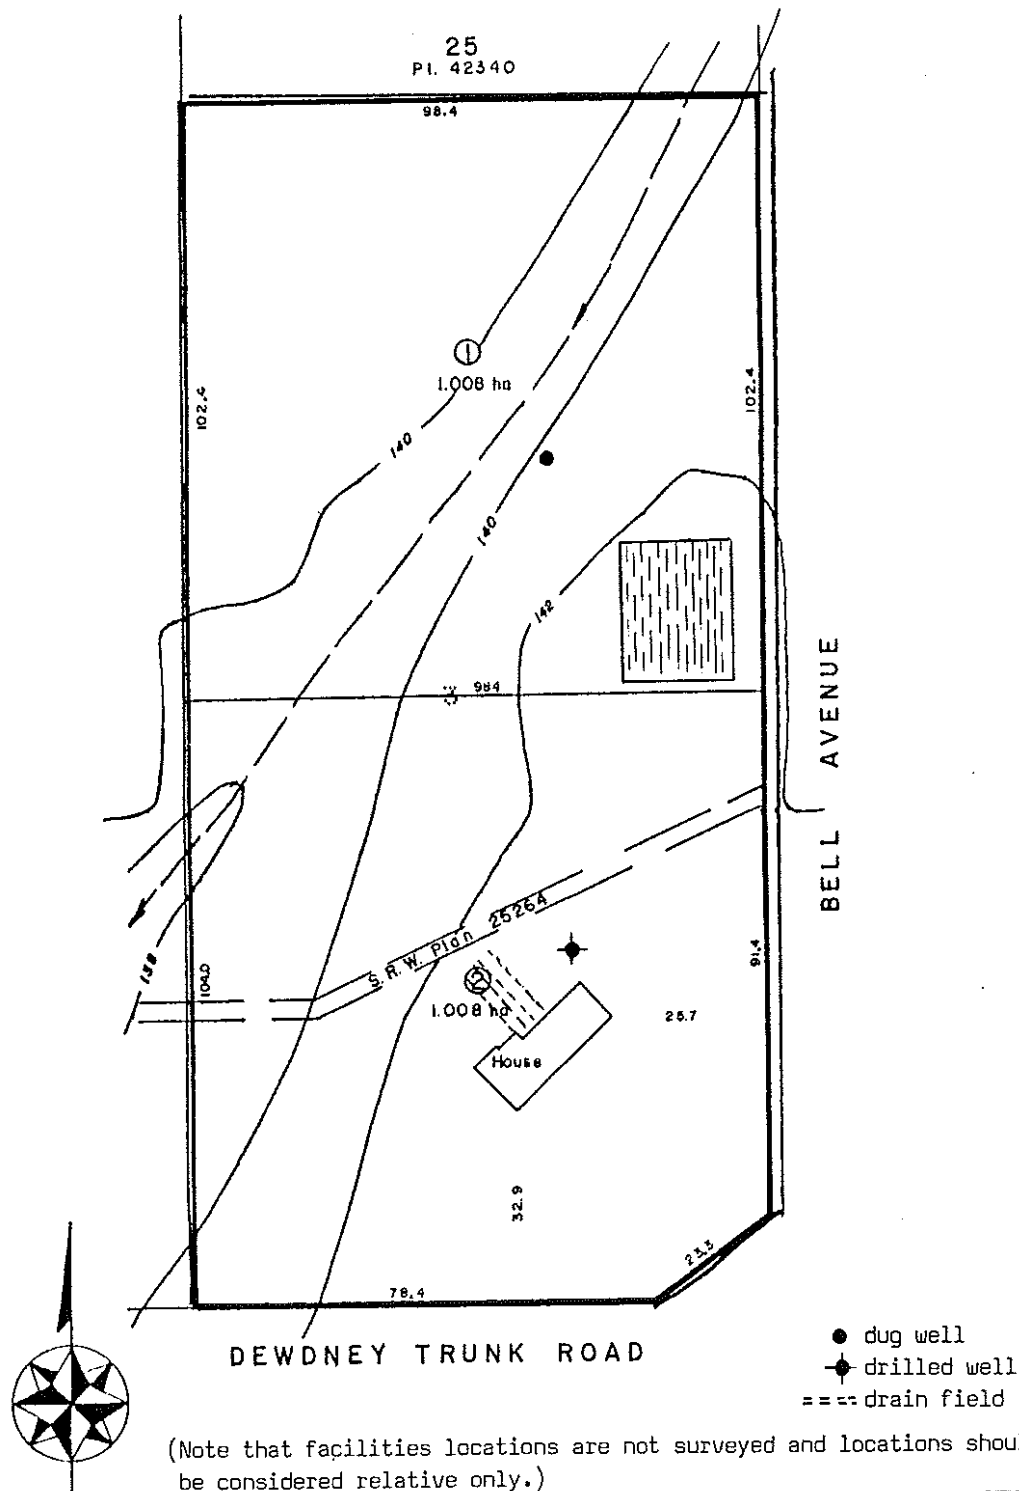 25
Pl. 42340
98.4
102.4
102.4
1
1.008 ha
140
140
142
984
BELL AVENUE
S.R.W. Plan 25264
138
104.0
91.4
2
1.008 ha
House
32.9
23.3
78.4
DEWDNEY TRUNK ROAD
dug well
drilled well
drain field
(Note that facilities locations are not surveyed and locations shou
be considered relative only.)